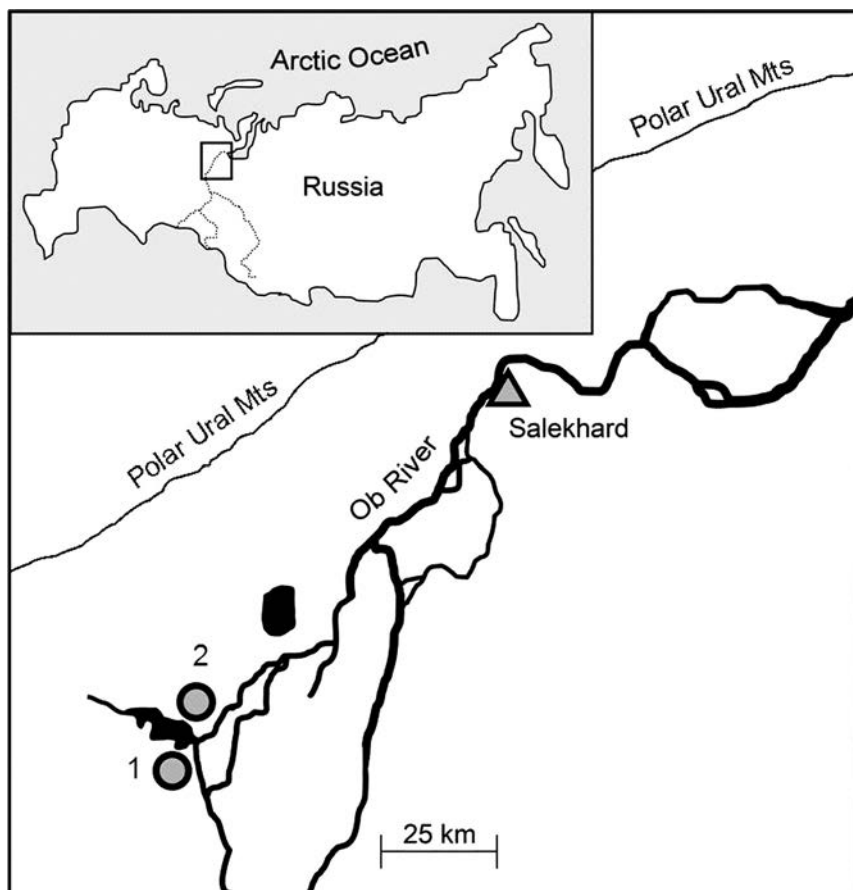 Arctic Ocean
Russia
Polar Ural Mts
Polar Ural Mts
Salekhard
Ob River
2
1
25 km